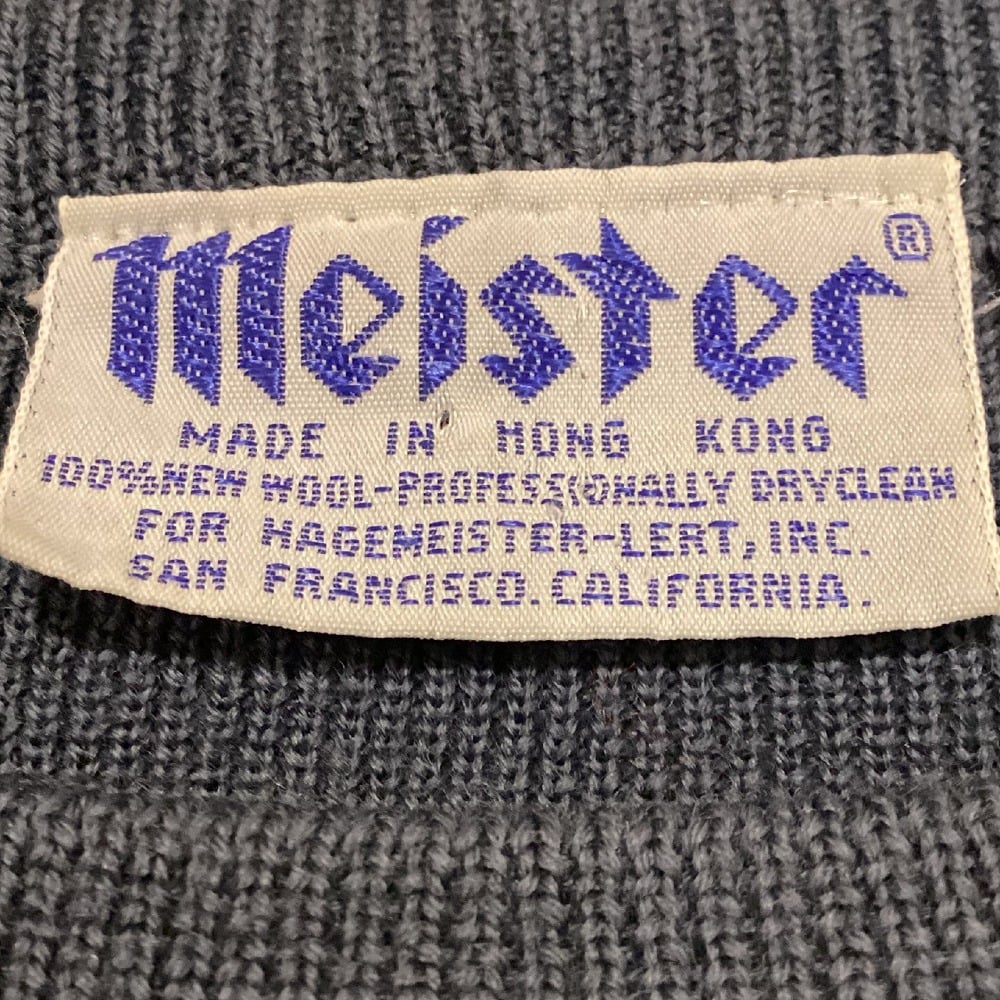 meister ®
MADE IN HONG KONG
100% NEW WOOL-PROFESSIONALLY DRYCLEAN
FOR HAGEMEISTER-LERT, INC.
SAN FRANCISCO. CALIFORNIA.